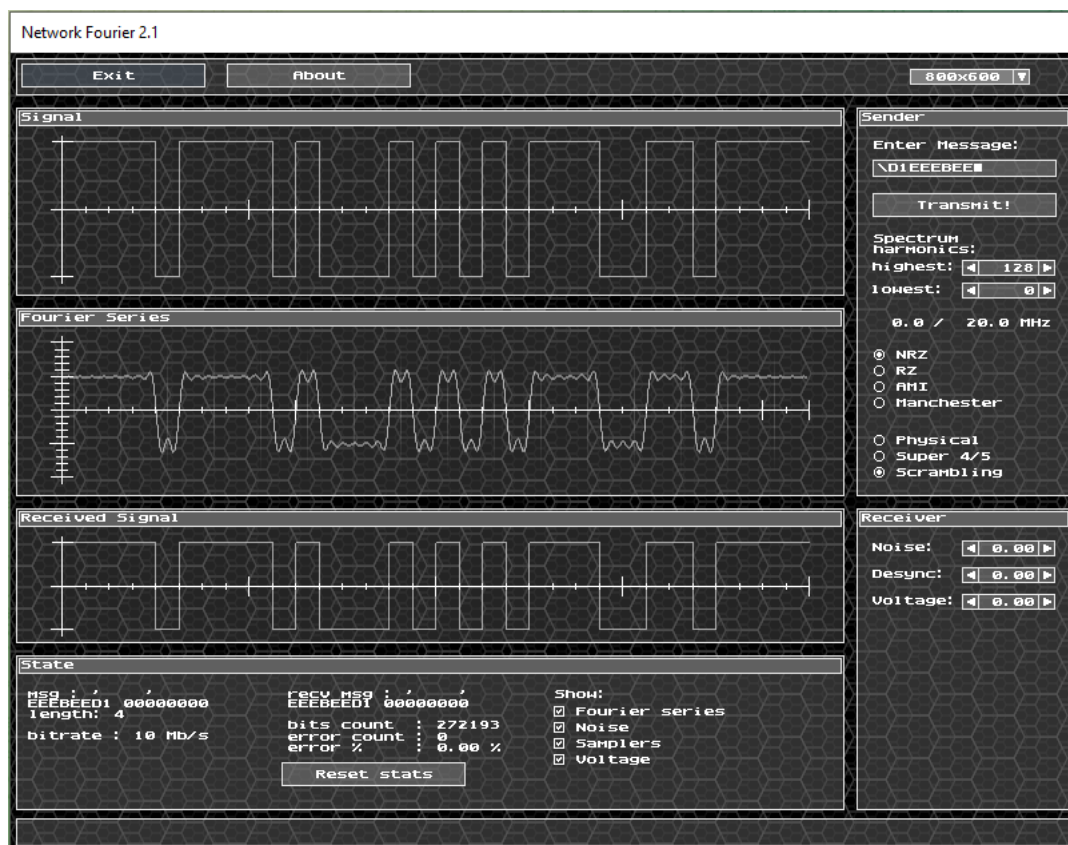 Network Fourier 2.1
Exit About 800x600
Signal
Fourier Series
Received Signal
State
msg : ' '
EEEBEED1 00000000
length: 4
bitrate : 10 Mb/s
recv msg : ' '
EEEBEED1 00000000
bits count : 272193
error count : 0
error % : 0.00 %
Reset stats
Show:
Fourier series
Noise
Samplers
Voltage
Sender
Enter Message:
\D1EEEBEE
Transmit!
Spectrum
harmonics:
highest: 128
lowest: 0
0.0 / 20.0 MHz
NRZ
RZ
AMI
Manchester
Physical
Super 4/5
Scrambling
Receiver
Noise: 0.00
Desync: 0.00
Voltage: 0.00